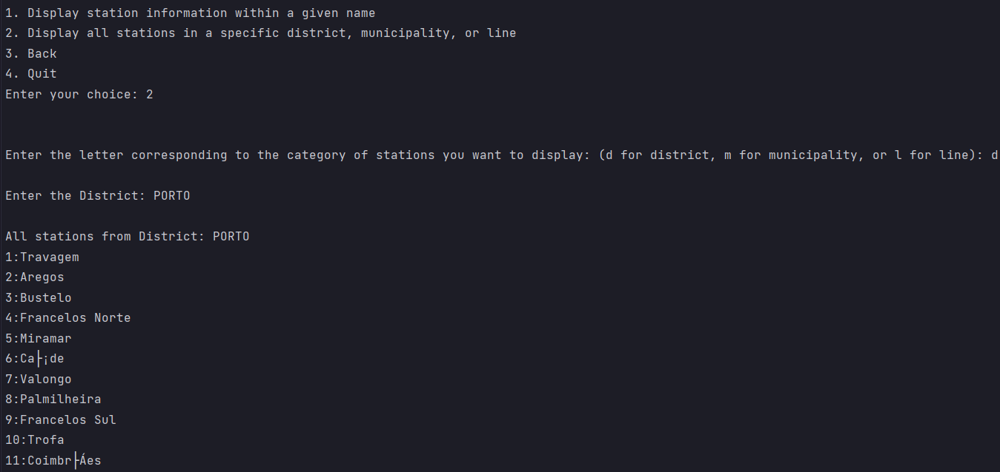 1. Display station information within a given name
2. Display all stations in a specific district, municipality, or line
3. Back
4. Quit
Enter your choice: 2
Enter the letter corresponding to the category of stations you want to display: (d for district, m for municipality, or l for line): d
Enter the District: PORTO
All stations from District: PORTO
1:Travagem
2:Aregos
3:Bustelo
4:Francelos Norte
5:Miramar
6:Ca├¡de
7:Valongo
8:Palmilheira
9:Francelos Sul
10:Trofa
11:Coimbr├Áes